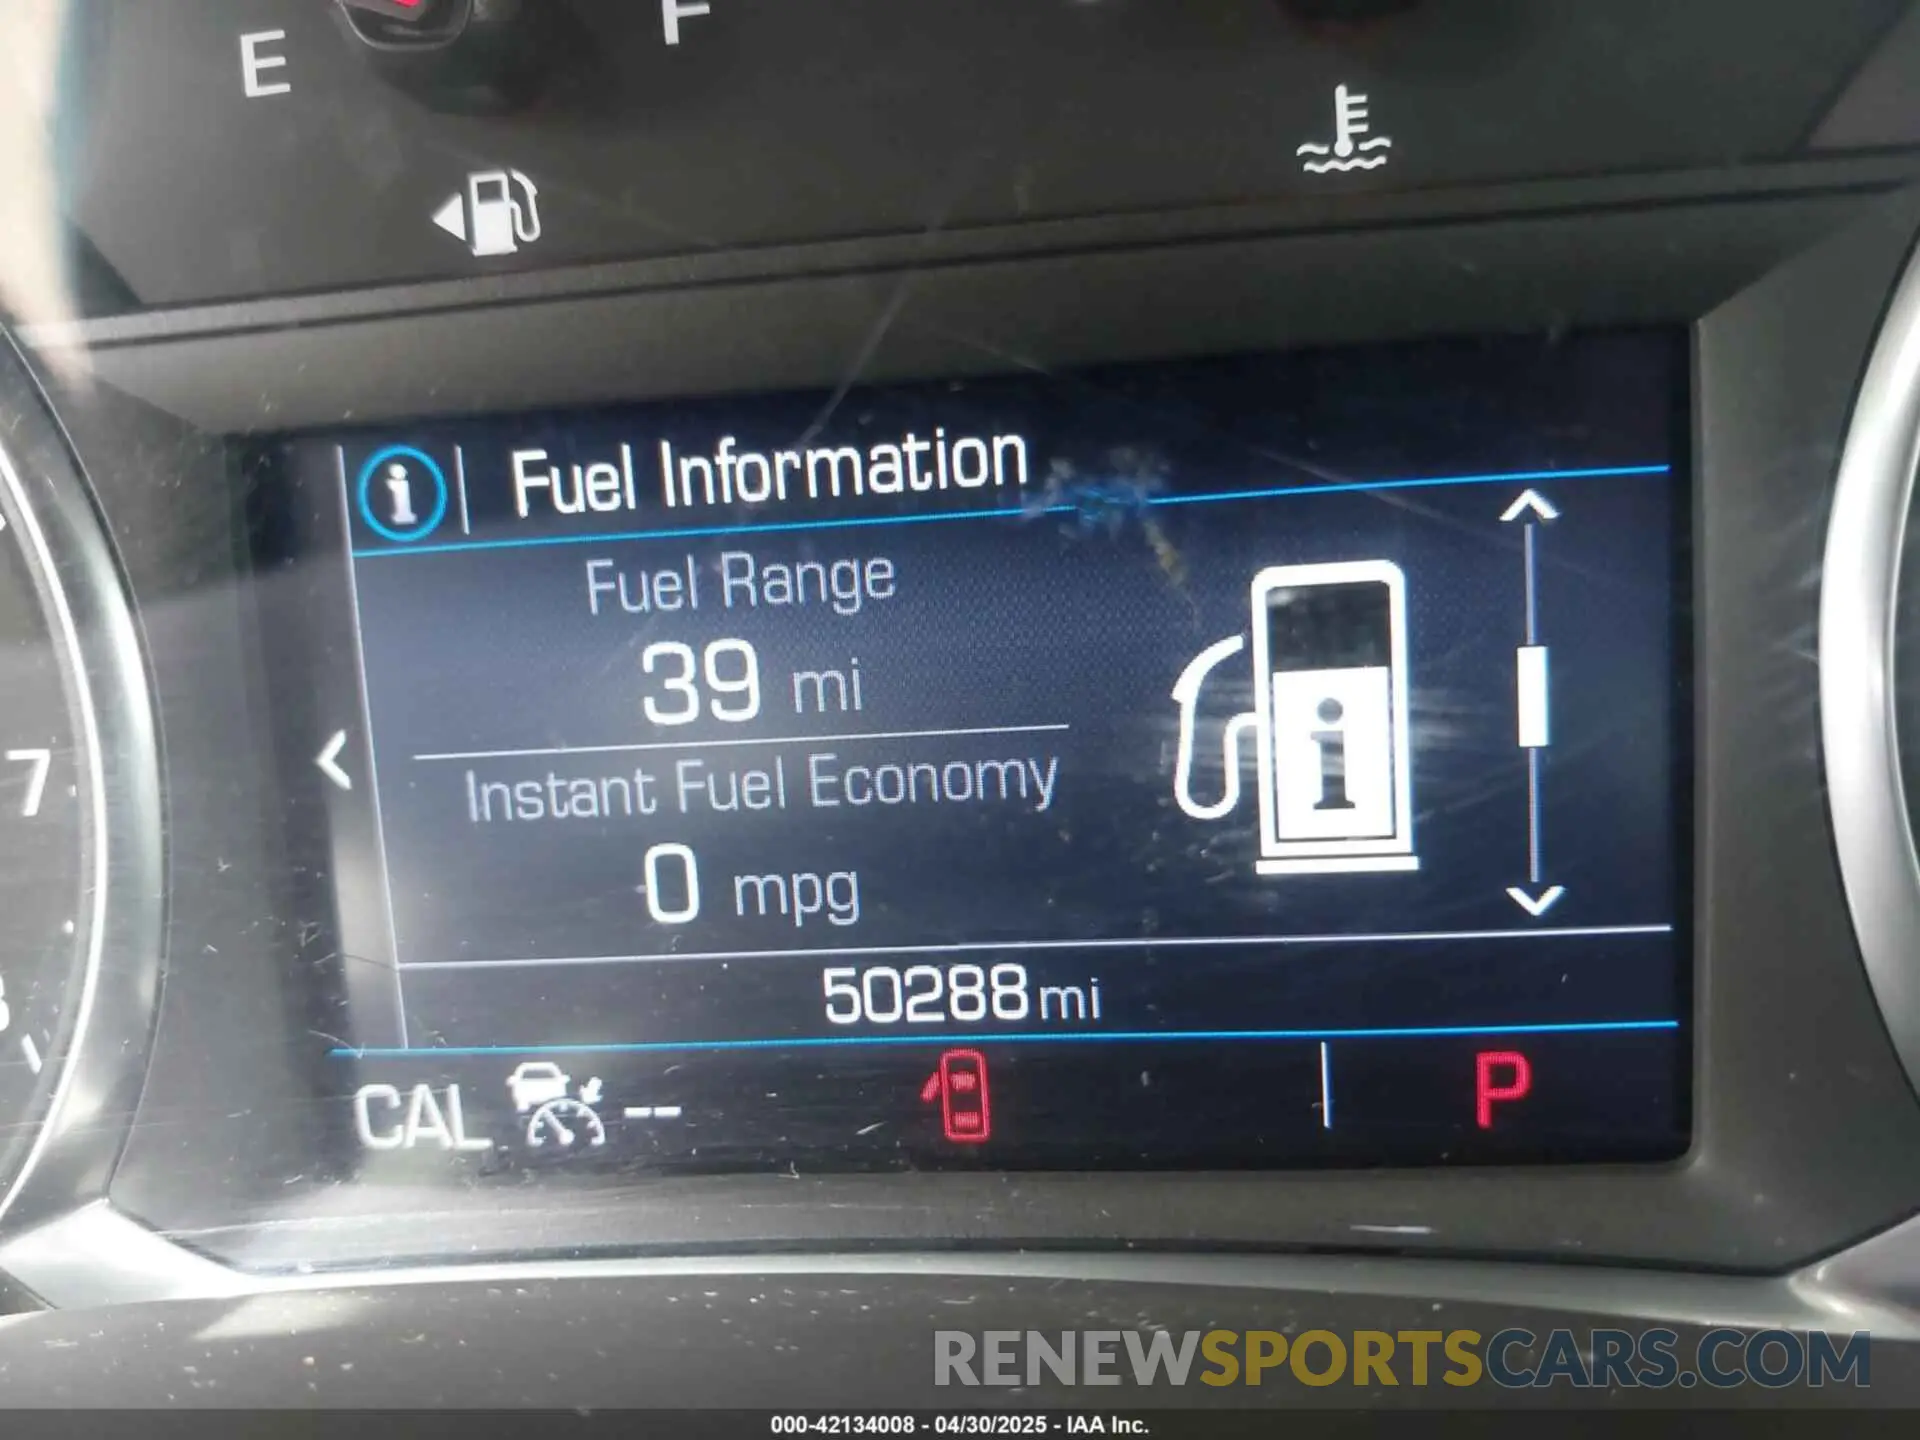 E
F
Fuel Information
Fuel Range
39 mi
Instant Fuel Economy
0 mpg
50288 mi
CAL
--
P
7
RENEWSPORTSCARS.COM
000-42134008 - 04/30/2025 - IAA Inc.